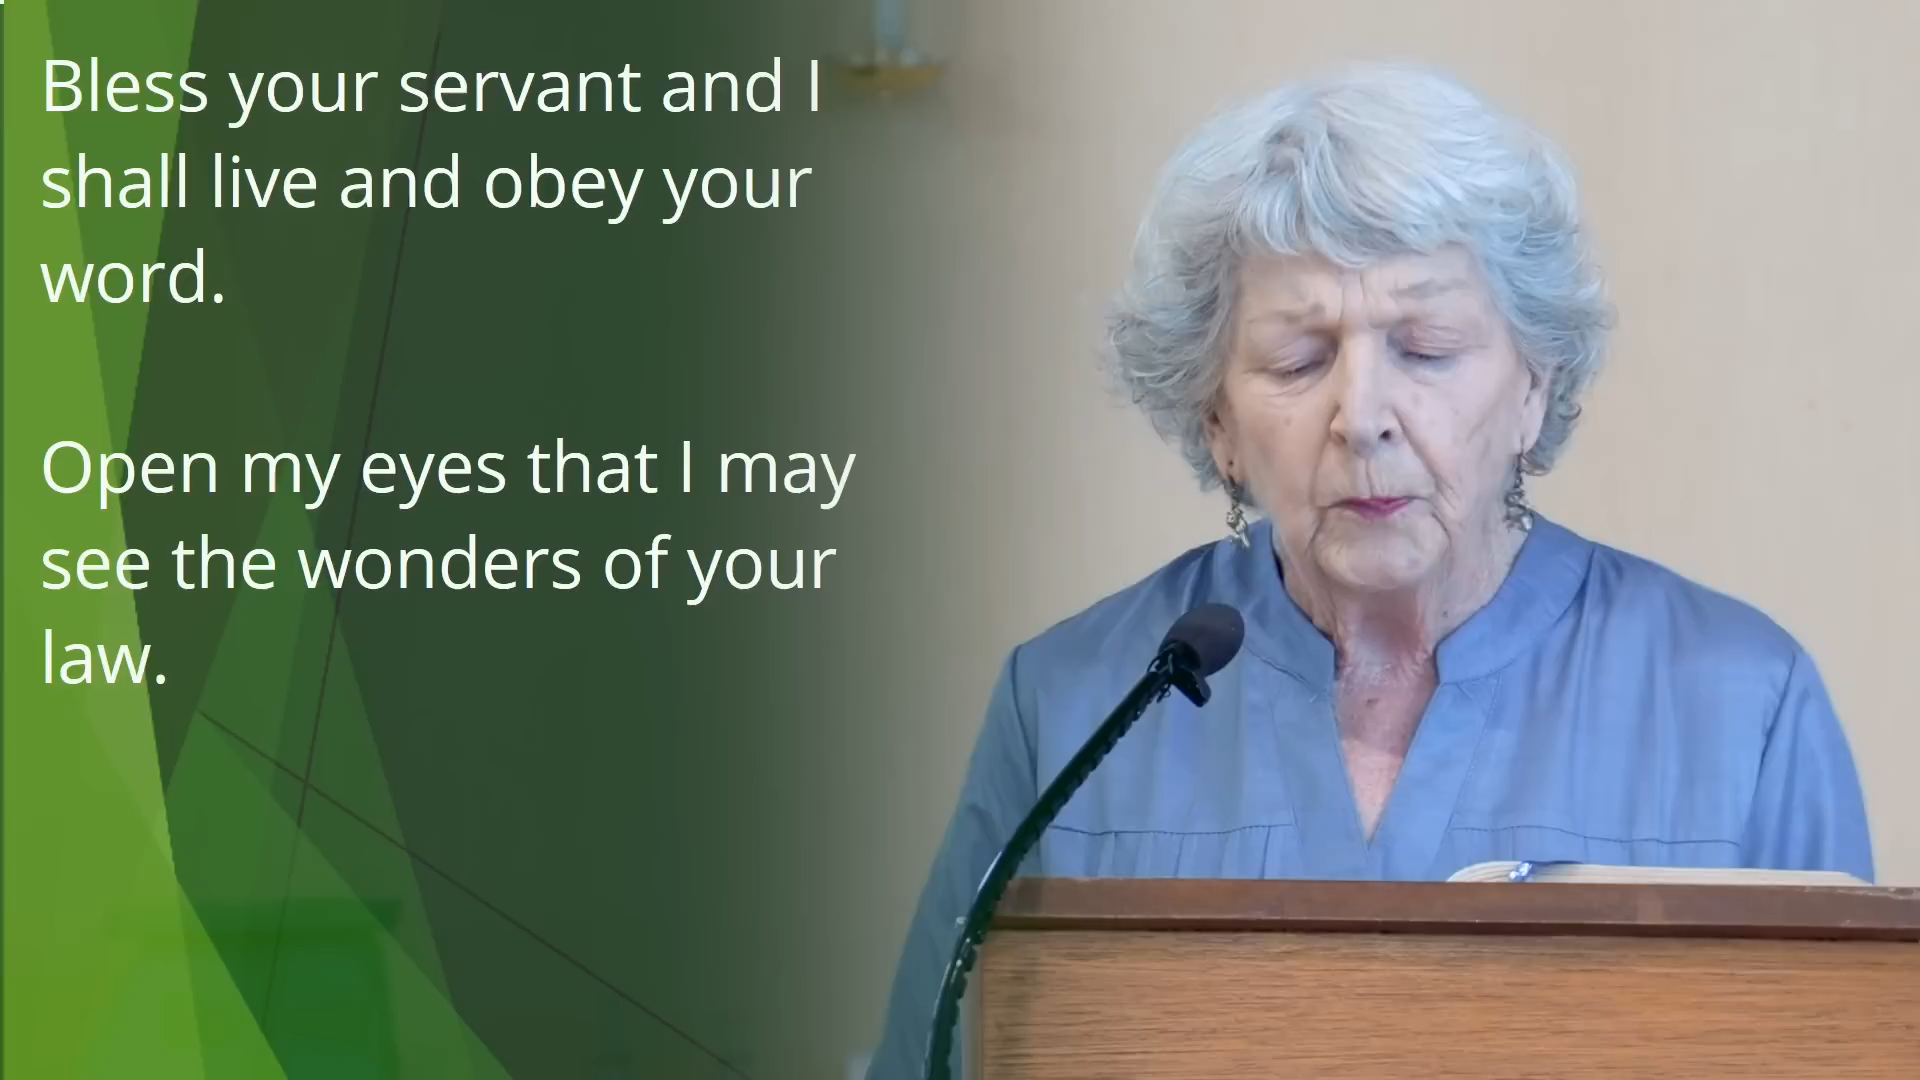 Bless your servant and I
shall live and obey your
word.
Open my eyes that I may
see the wonders of your
law.